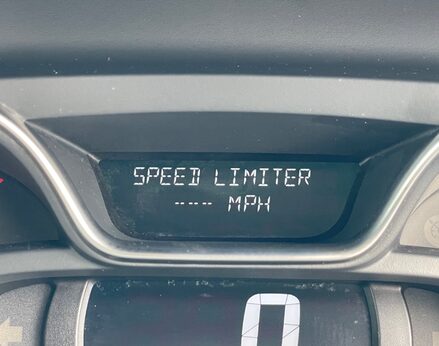 SPEED LIMITER
--- MPH
0